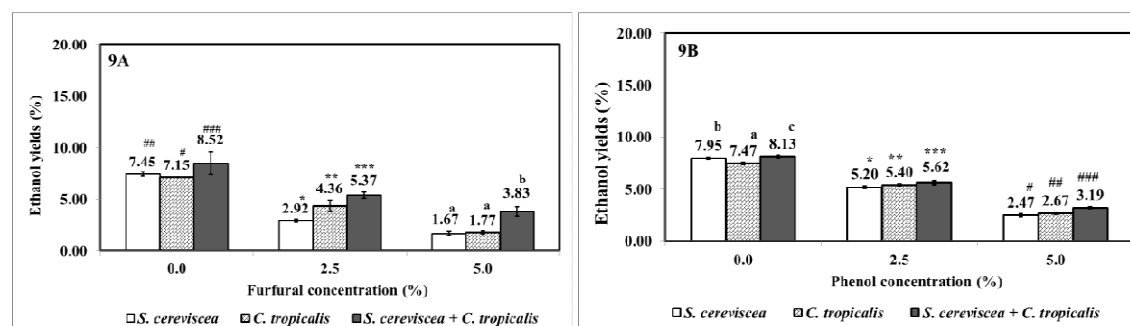 20.00
9A
15.00
10.00
5.00
0.00
Ethanol yields (%)
## # ###
7.45 7.15 8.52
* ** ***
2.92 4.36 5.37
a a b
1.67 1.77 3.83
0.0 2.5 5.0
Furfural concentration (%)
S. cereviscea C. tropicalis S. cereviscea + C. tropicalis
20.00
9B
15.00
10.00
5.00
0.00
Ethanol yields (%)
b a c
7.95 7.47 8.13
* ** ***
5.20 5.40 5.62
# ## ###
2.47 2.67 3.19
0.0 2.5 5.0
Phenol concentration (%)
S. cereviscea C. tropicalis S. cereviscea + C. tropicalis